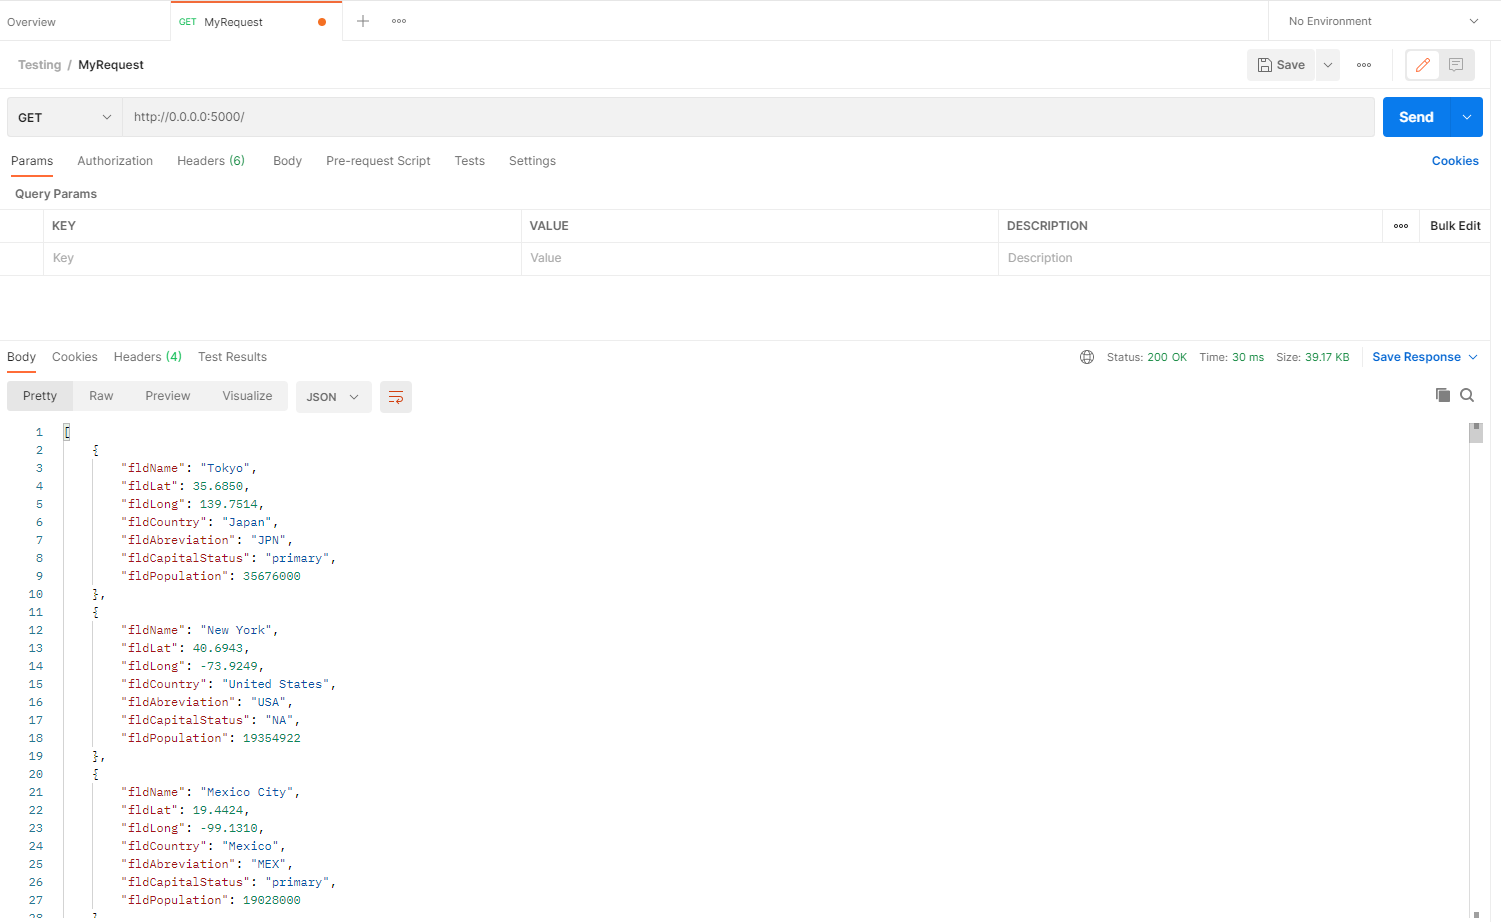 Overview GET MyRequest No Environment
Testing / MyRequest Save
GET http://0.0.0.0:5000/ Send
Params Authorization Headers (6) Body Pre-request Script Tests Settings Cookies
Query Params
KEY VALUE DESCRIPTION Bulk Edit
Key Value Description
Body Cookies Headers (4) Test Results Status: 200 OK Time: 30 ms Size: 39.17 KB Save Response
Pretty Raw Preview Visualize JSON
1 [
2 {
3 "fldName": "Tokyo",
4 "fldLat": 35.6850,
5 "fldLong": 139.7514,
6 "fldCountry": "Japan",
7 "fldAbreviation": "JPN",
8 "fldCapitalStatus": "primary",
9 "fldPopulation": 35676000
10 },
11 {
12 "fldName": "New York",
13 "fldLat": 40.6943,
14 "fldLong": -73.9249,
15 "fldCountry": "United States",
16 "fldAbreviation": "USA",
17 "fldCapitalStatus": "NA",
18 "fldPopulation": 19354922
19 },
20 {
21 "fldName": "Mexico City",
22 "fldLat": 19.4424,
23 "fldLong": -99.1310,
24 "fldCountry": "Mexico",
25 "fldAbreviation": "MEX",
26 "fldCapitalStatus": "primary",
27 "fldPopulation": 19028000
28